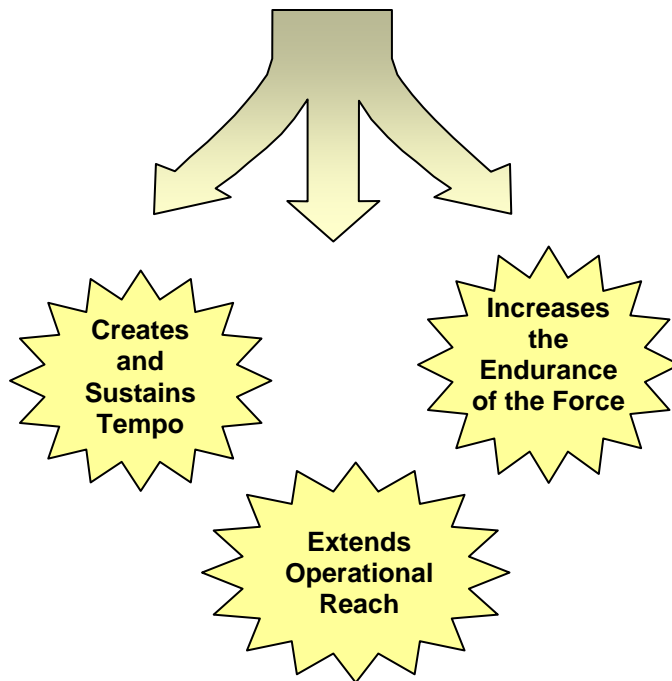 Creates
and
Sustains
Tempo
Increases
the
Endurance
of the Force
Extends
Operational
Reach